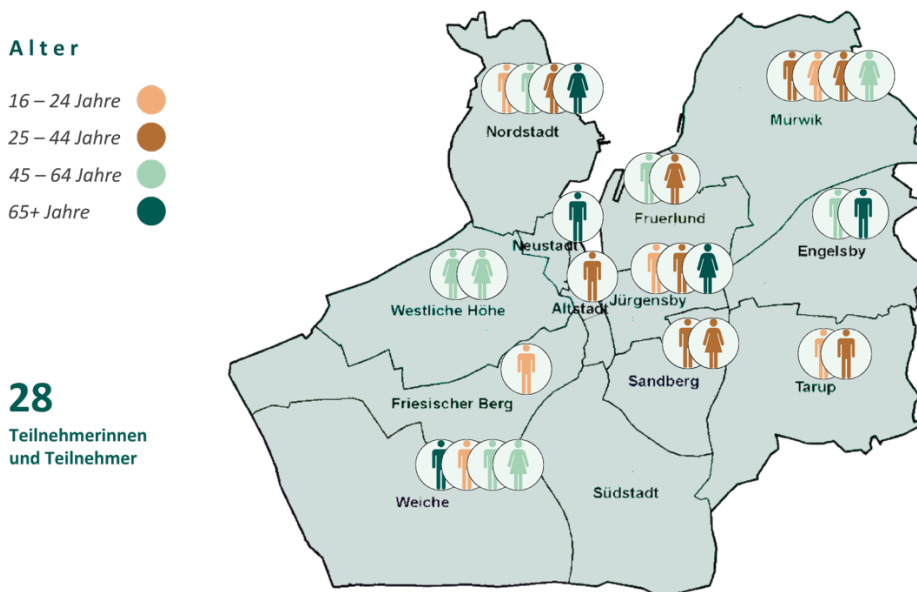 Alter
16 – 24 Jahre
25 – 44 Jahre
45 – 64 Jahre
65+ Jahre
28
Teilnehmerinnen
und Teilnehmer
Nordstadt
Mürwik
Fruerlund
Neustadt
Engelsby
Westliche Höhe
Altstadt
Jürgensby
Sandberg
Tarup
Friesischer Berg
Weiche
Südstadt